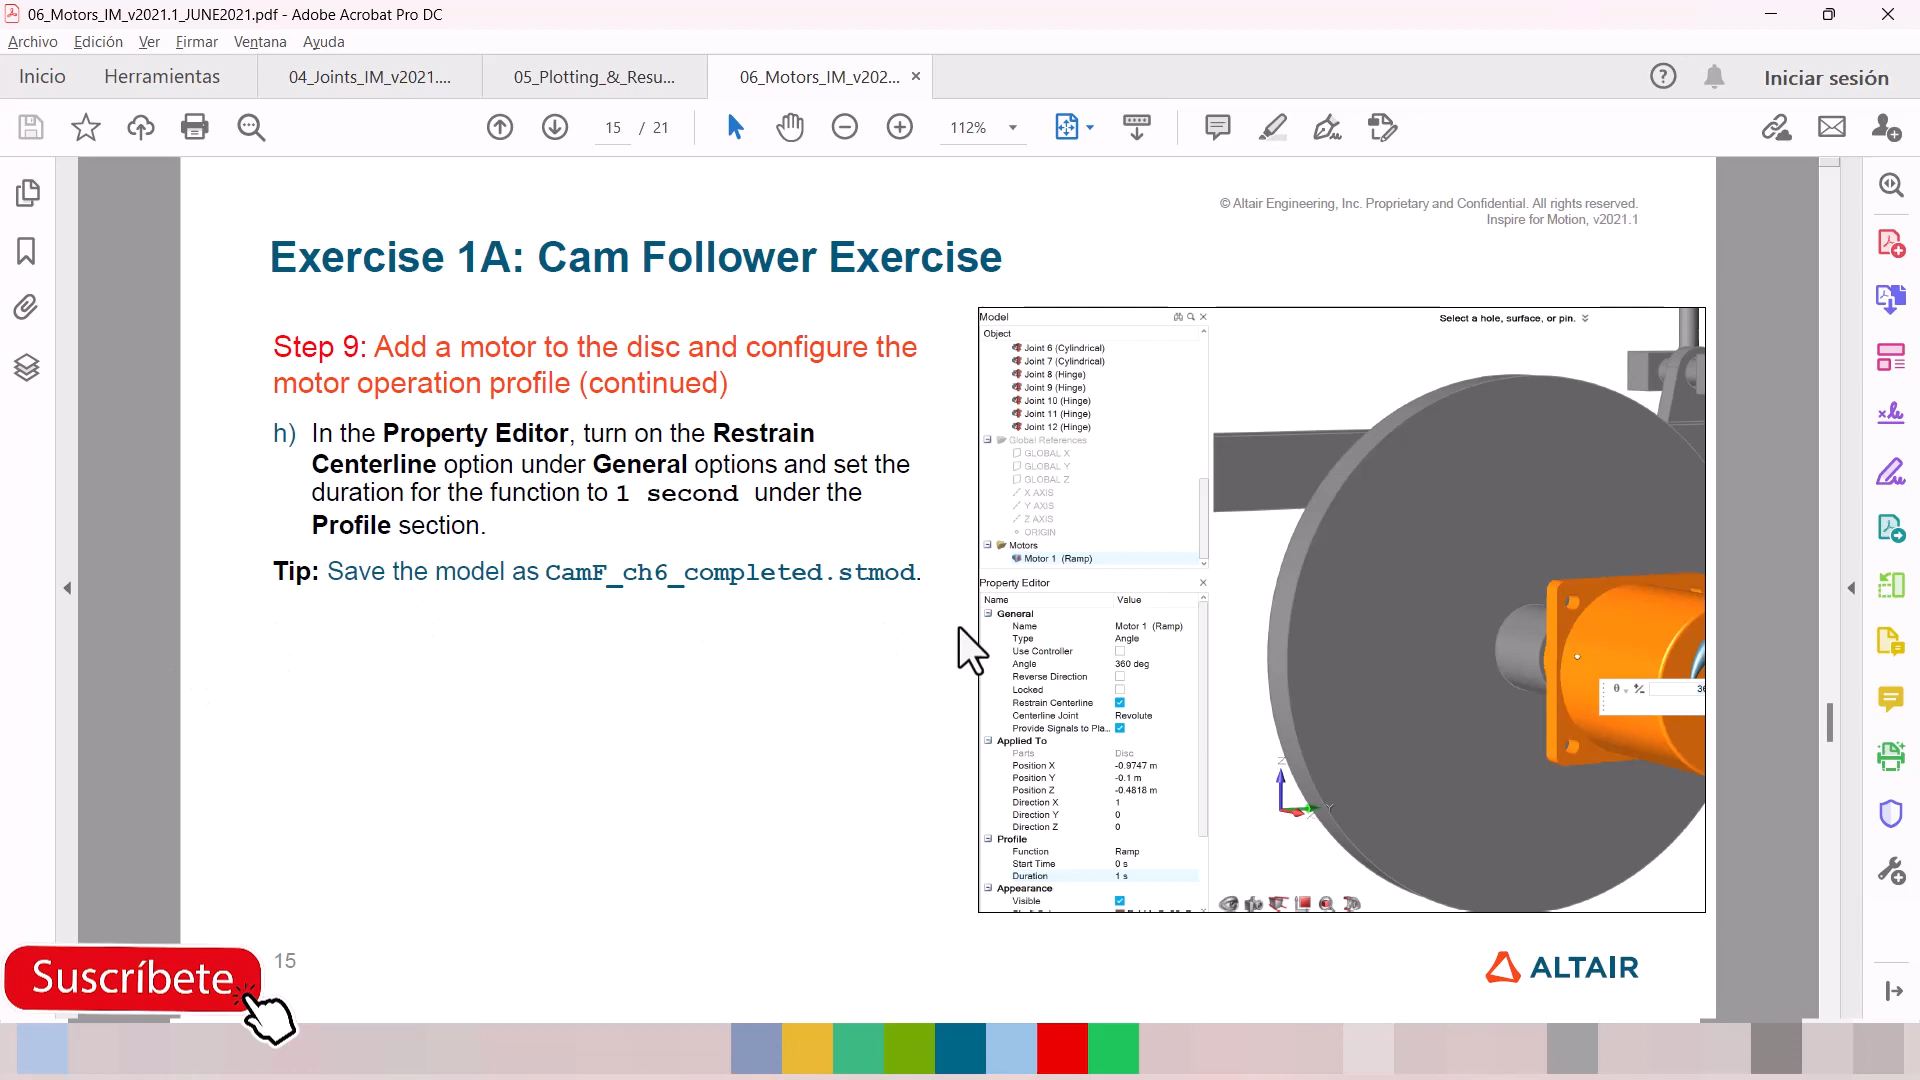 06_Motors_IM_v2021.1_JUNE2021.pdf - Adobe Acrobat Pro DC
Archivo Edición Ver Firmar Ventana Ayuda
Inicio Herramientas 04_Joints_IM_v2021.... 05_Plotting_&_Resu... 06_Motors_IM_v202... Iniciar sesión
15 / 21 112%
© Altair Engineering, Inc. Proprietary and Confidential. All rights reserved.
Inspire for Motion, v2021.1
Exercise 1A: Cam Follower Exercise
Step 9: Add a motor to the disc and configure the
motor operation profile (continued)
h) In the Property Editor, turn on the Restrain
Centerline option under General options and set the
duration for the function to 1 second under the
Profile section.
Tip: Save the model as CamF_ch6_completed.stmod.
Model
Select a hole, surface, or pin.
Object
Joint 6 (Cylindrical)
Joint 7 (Cylindrical)
Joint 8 (Hinge)
Joint 9 (Hinge)
Joint 10 (Hinge)
Joint 11 (Hinge)
Joint 12 (Hinge)
Global References
GLOBAL X
GLOBAL Y
GLOBAL Z
X AXIS
Y AXIS
Z AXIS
ORIGIN
Motors
Motor 1 (Ramp)
Property Editor
Name Value
General
Name Motor 1 (Ramp)
Type Angle
Use Controller
Angle 360 deg
Reverse Direction
Locked
Restrain Centerline
Centerline Joint Revolute
Provide Signals to Pla...
Applied To
Parts Disc
Position X -0.9747 m
Position Y -0.1 m
Position Z -0.4818 m
Direction X 1
Direction Y 0
Direction Z 0
Profile
Function Ramp
Start Time 0 s
Duration 1 s
Appearance
Visible
θ
Z
Y
X
15
ALTAIR
Suscríbete